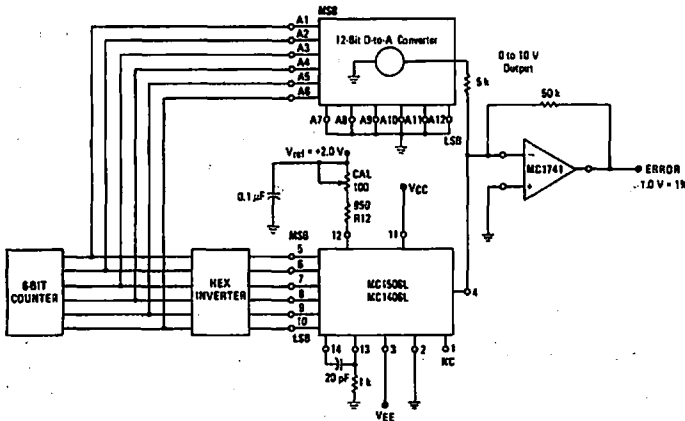 MSB
A1
A2
A3
A4
A5
A6
12-Bit D-to-A Converter
A7 A8 A9 A10 A11 A12
LSB
0 to 10 V
Output
5 k
50 k
MC1741
ERROR
1.0 V = 1%
Vref = +2.0 V
CAL
100
0.1 µF
950
R12
VCC
12
11
MSB
5
6
7
8
9
10
LSB
6-BIT
COUNTER
HEX
INVERTER
MC1506L
MC1406L
4
14
13
3
2
1
NC
20 pF
1 k
VEE